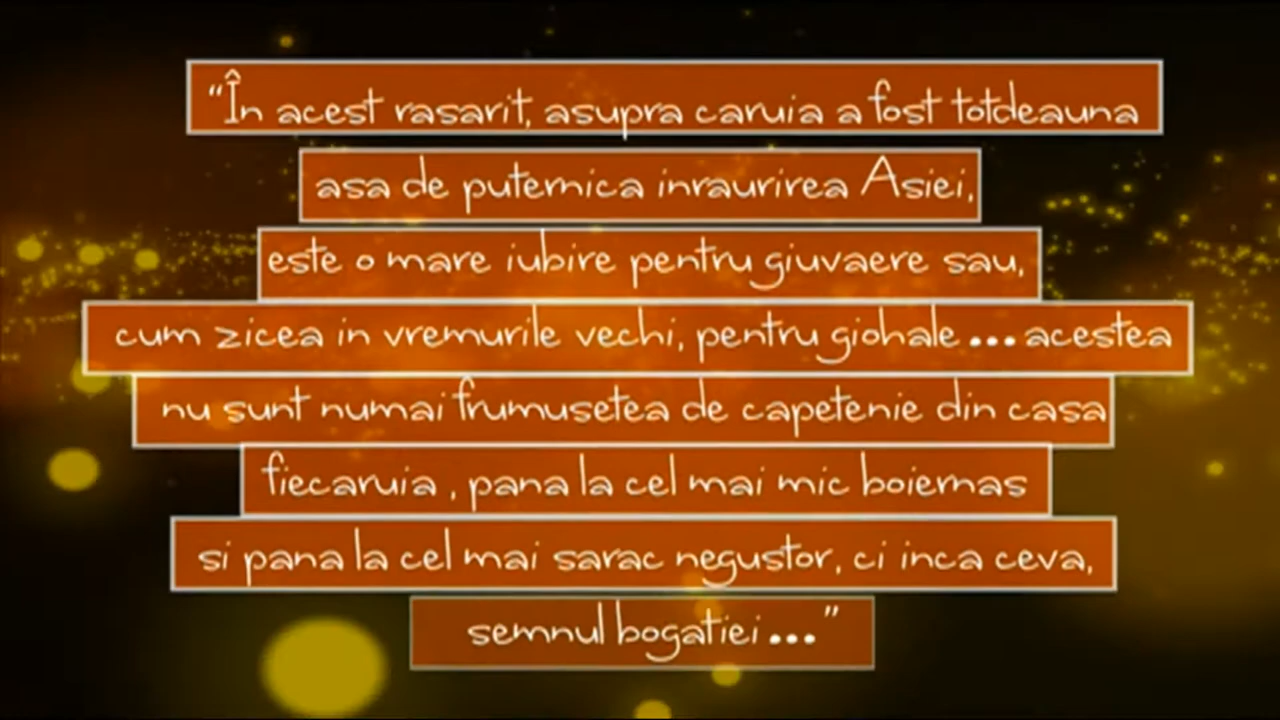 “În acest rasarit, asupra caruia a fost totdeauna
asa de puternica inraurirea Asiei,
este o mare iubire pentru giuvaere sau,
cum zicea in vremurile vechi, pentru giohale... acestea
nu sunt numai frumusetea de capetenie din casa
fiecaruia , pana la cel mai mic boiernas
si pana la cel mai sarac negustor, ci inca ceva,
semnul bogatiei...”